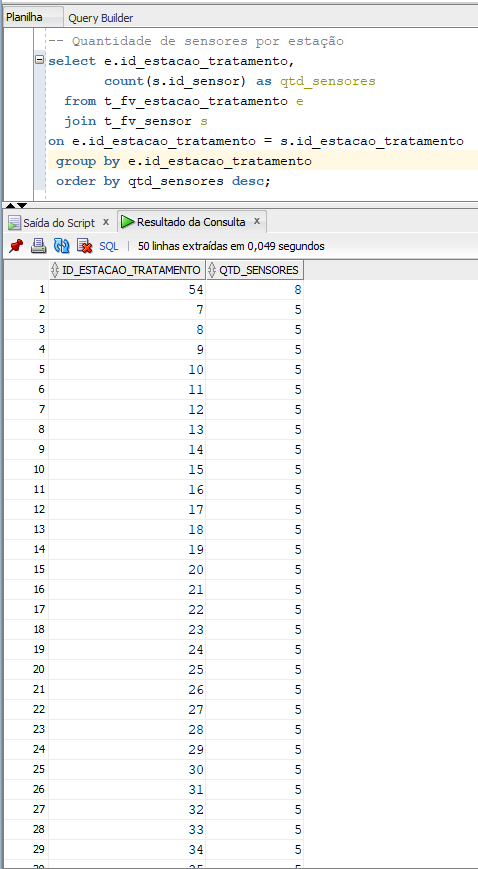 Planilha Query Builder
-- Quantidade de sensores por estação
select e.id_estacao_tratamento,
count(s.id_sensor) as qtd_sensores
from t_fv_estacao_tratamento e
join t_fv_sensor s
on e.id_estacao_tratamento = s.id_estacao_tratamento
group by e.id_estacao_tratamento
order by qtd_sensores desc;
Saída do Script x Resultado da Consulta x
SQL | 50 linhas extraídas em 0,049 segundos
ID_ESTACAO_TRATAMENTO QTD_SENSORES
1 54 8
2 7 5
3 8 5
4 9 5
5 10 5
6 11 5
7 12 5
8 13 5
9 14 5
10 15 5
11 16 5
12 17 5
13 18 5
14 19 5
15 20 5
16 21 5
17 22 5
18 23 5
19 24 5
20 25 5
21 26 5
22 27 5
23 28 5
24 29 5
25 30 5
26 31 5
27 32 5
28 33 5
29 34 5
30 35 5